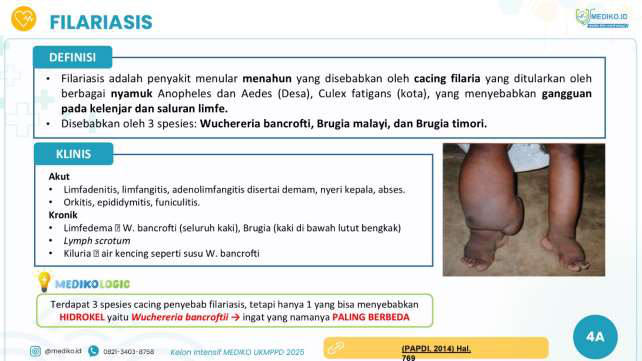 FILARIASIS
MEDIKO.ID
DEFINISI
• Filariasis adalah penyakit menular menahun yang disebabkan oleh cacing filaria yang ditularkan oleh
berbagai nyamuk Anopheles dan Aedes (Desa), Culex fatigans (kota), yang menyebabkan gangguan
pada kelenjar dan saluran limfe.
• Disebabkan oleh 3 spesies: Wuchereria bancrofti, Brugia malayi, dan Brugia timori.
KLINIS
Akut
• Limfadenitis, limfangitis, adenolimfangitis disertai demam, nyeri kepala, abses.
• Orkitis, epididymitis, funiculitis.
Kronik
• Limfedema ⍰ W. bancrofti (seluruh kaki), Brugia (kaki di bawah lutut bengkak)
• Lymph scrotum
• Kiluria ⍰ air kencing seperti susu W. bancrofti
MEDIKOLOGIC
Terdapat 3 spesies cacing penyebab filariasis, tetapi hanya 1 yang bisa menyebabkan
HIDROKEL yaitu Wuchereria bancroftii → ingat yang namanya PALING BERBEDA
4A
@mediko.id 0821-3403-8758 Kelon Intensif MEDIKO UKMPPD 2025
(PAPDI, 2014) Hal.
769